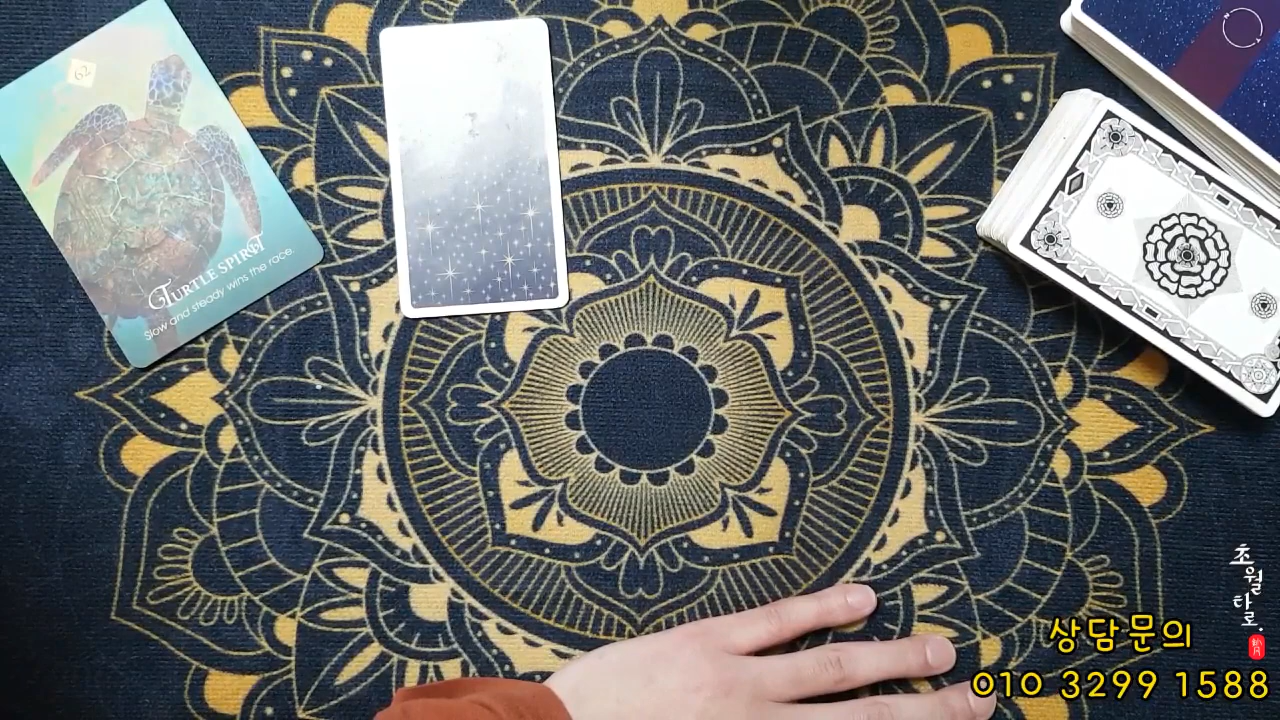 62
TURTLE SPIRIT
Slow and steady wins the race.
초월타로.
상담문의
010 3299 1588